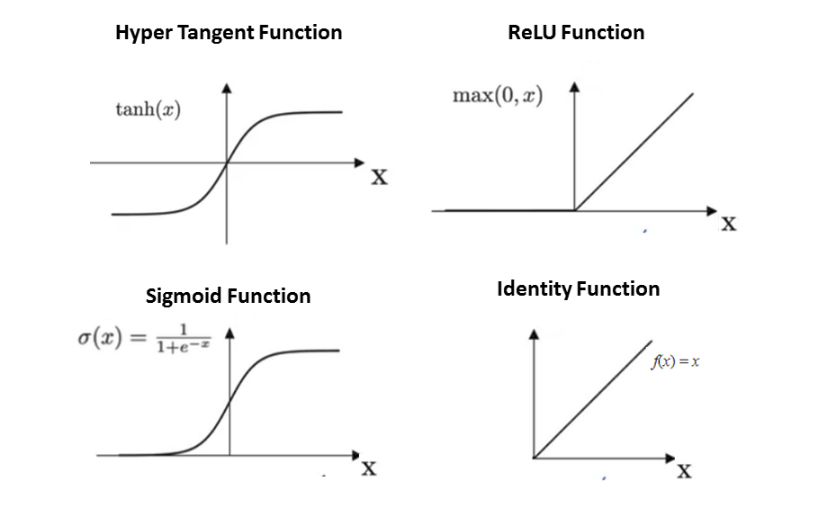 Hyper Tangent Function
tanh(x)
X
ReLU Function
max(0, x)
X
Sigmoid Function
σ(x) = 1/(1+e^-x)
X
Identity Function
f(x) = x
X